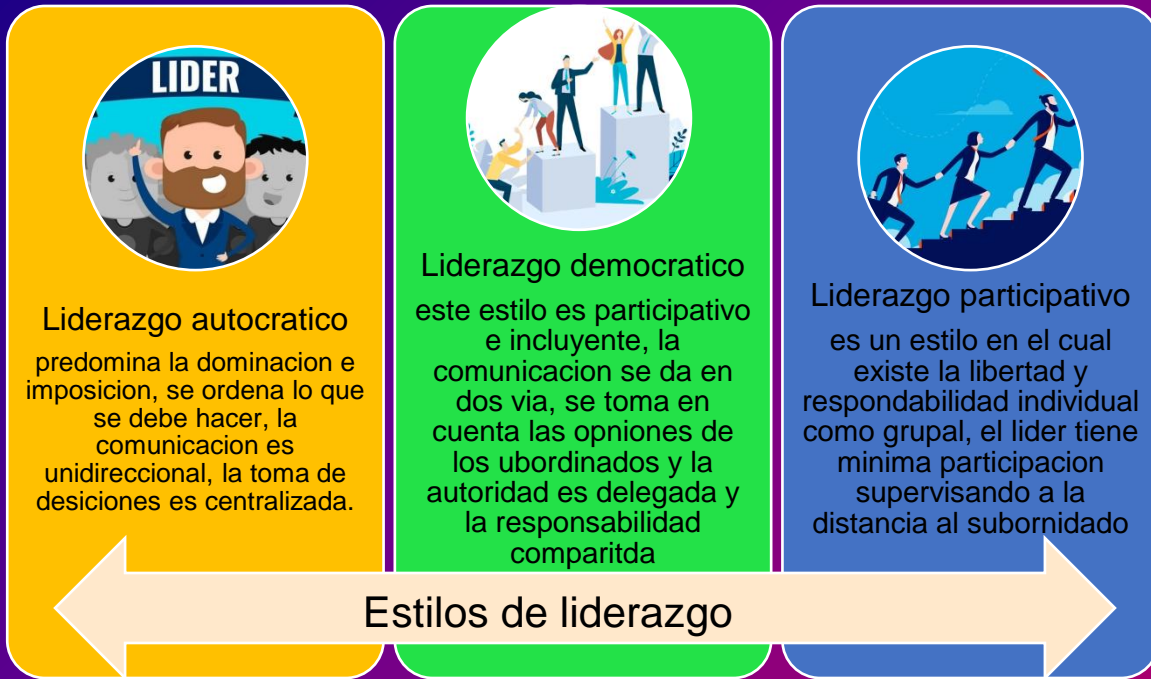 LIDER
Liderazgo autocratico
predomina la dominacion e
imposicion, se ordena lo que
se debe hacer, la
comunicacion es
unidireccional, la toma de
desiciones es centralizada.
Liderazgo democratico
este estilo es participativo
e incluyente, la
comunicacion se da en
dos via, se toma en
cuenta las opniones de
los ubordinados y la
autoridad es delegada y
la responsabilidad
comparitda
Liderazgo participativo
es un estilo en el cual
existe la libertad y
respondabilidad individual
como grupal, el lider tiene
minima participacion
supervisando a la
distancia al subornidado
Estilos de liderazgo